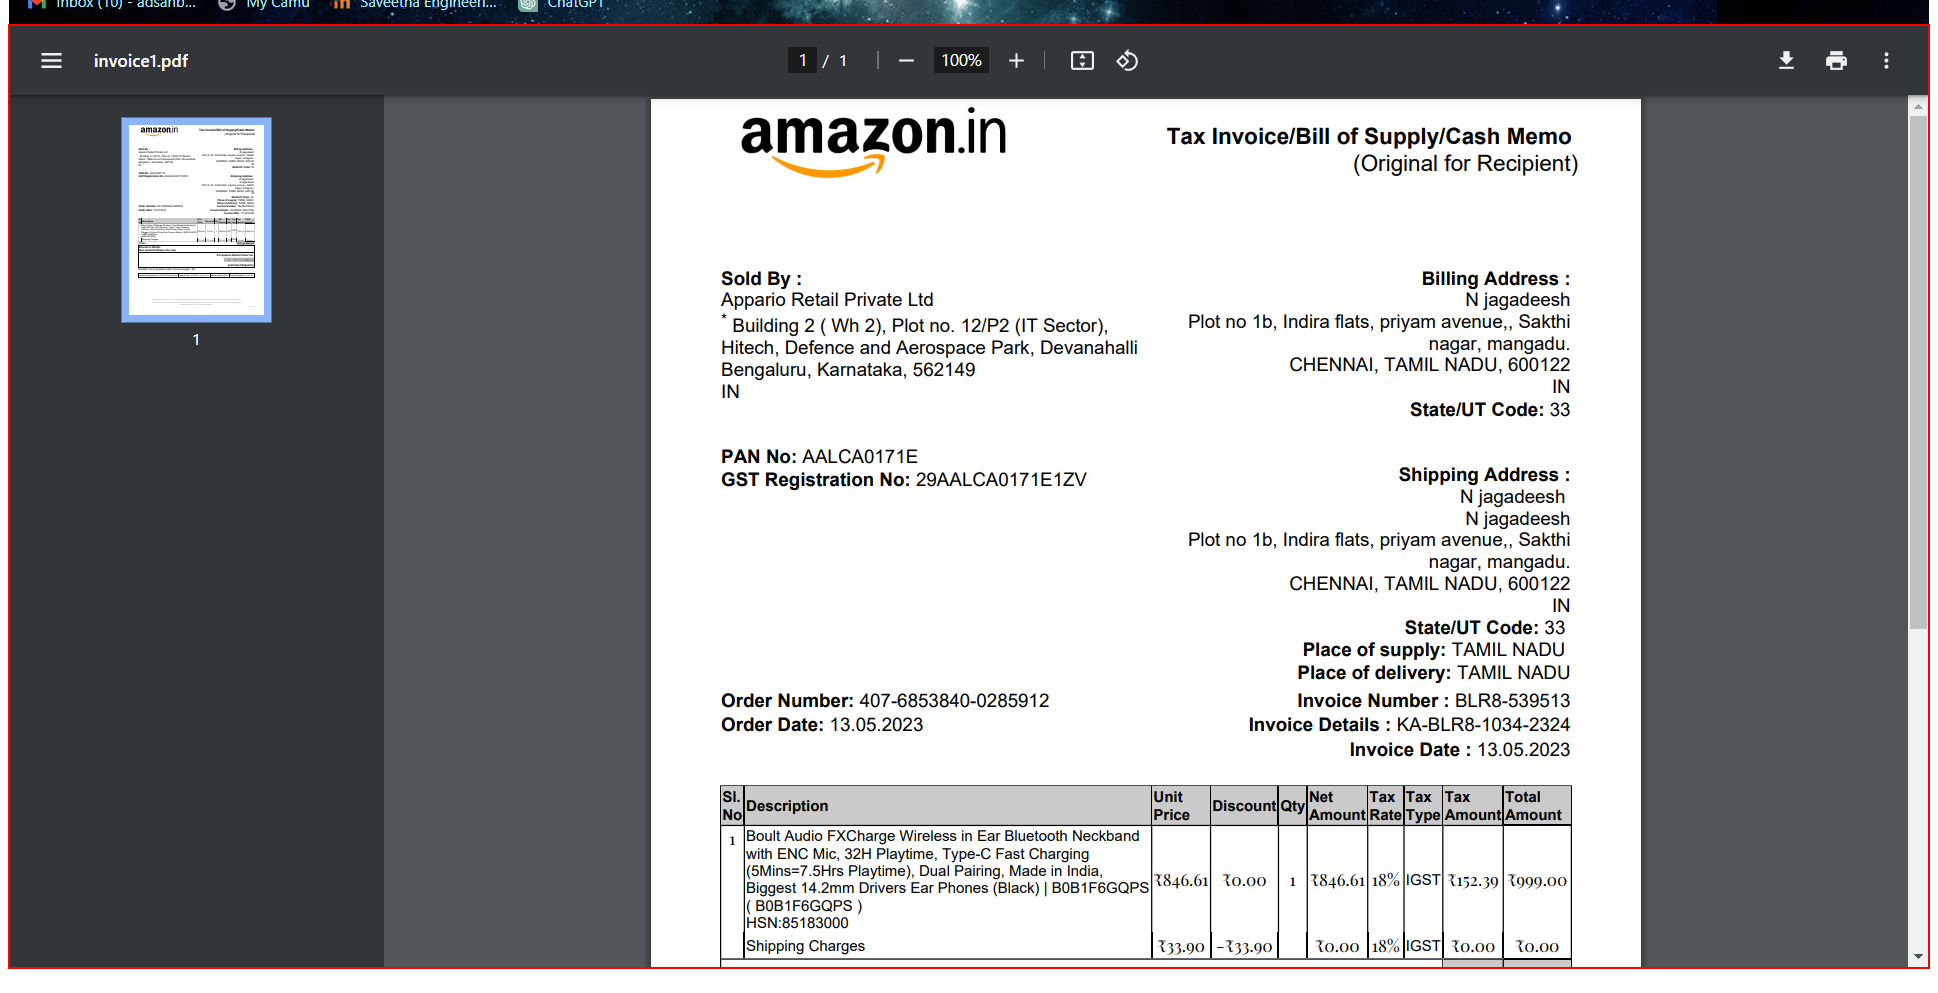 Inbox (10) - adsanb...
My Camu
Saveetha Engineeri...
ChatGPT
invoice1.pdf
1 / 1
100%
1
amazon.in
Tax Invoice/Bill of Supply/Cash Memo
(Original for Recipient)
Sold By :
Appario Retail Private Ltd
* Building 2 ( Wh 2), Plot no. 12/P2 (IT Sector),
Hitech, Defence and Aerospace Park, Devanahalli
Bengaluru, Karnataka, 562149
IN
Billing Address :
N jagadeesh
Plot no 1b, Indira flats, priyam avenue,, Sakthi
nagar, mangadu.
CHENNAI, TAMIL NADU, 600122
IN
State/UT Code: 33
PAN No: AALCA0171E
GST Registration No: 29AALCA0171E1ZV
Shipping Address :
N jagadeesh
N jagadeesh
Plot no 1b, Indira flats, priyam avenue,, Sakthi
nagar, mangadu.
CHENNAI, TAMIL NADU, 600122
IN
State/UT Code: 33
Place of supply: TAMIL NADU
Place of delivery: TAMIL NADU
Order Number: 407-6853840-0285912
Order Date: 13.05.2023
Invoice Number : BLR8-539513
Invoice Details : KA-BLR8-1034-2324
Invoice Date : 13.05.2023
Sl. No Description Unit Price Discount Qty Net Amount Tax Rate Tax Type Tax Amount Total Amount
1 Boult Audio FXCharge Wireless in Ear Bluetooth Neckband
with ENC Mic, 32H Playtime, Type-C Fast Charging
(5Mins=7.5Hrs Playtime), Dual Pairing, Made in India,
Biggest 14.2mm Drivers Ear Phones (Black) | B0B1F6GQPS
( B0B1F6GQPS )
HSN:85183000
₹846.61 ₹0.00 1 ₹846.61 18% IGST ₹152.39 ₹999.00
Shipping Charges ₹33.90 -₹33.90 ₹0.00 18% IGST ₹0.00 ₹0.00